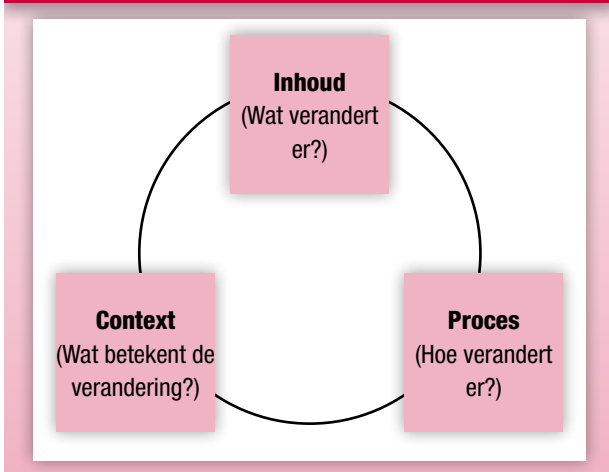 Inhoud
(Wat verandert
er?)
Context
(Wat betekent de
verandering?)
Proces
(Hoe verandert
er?)